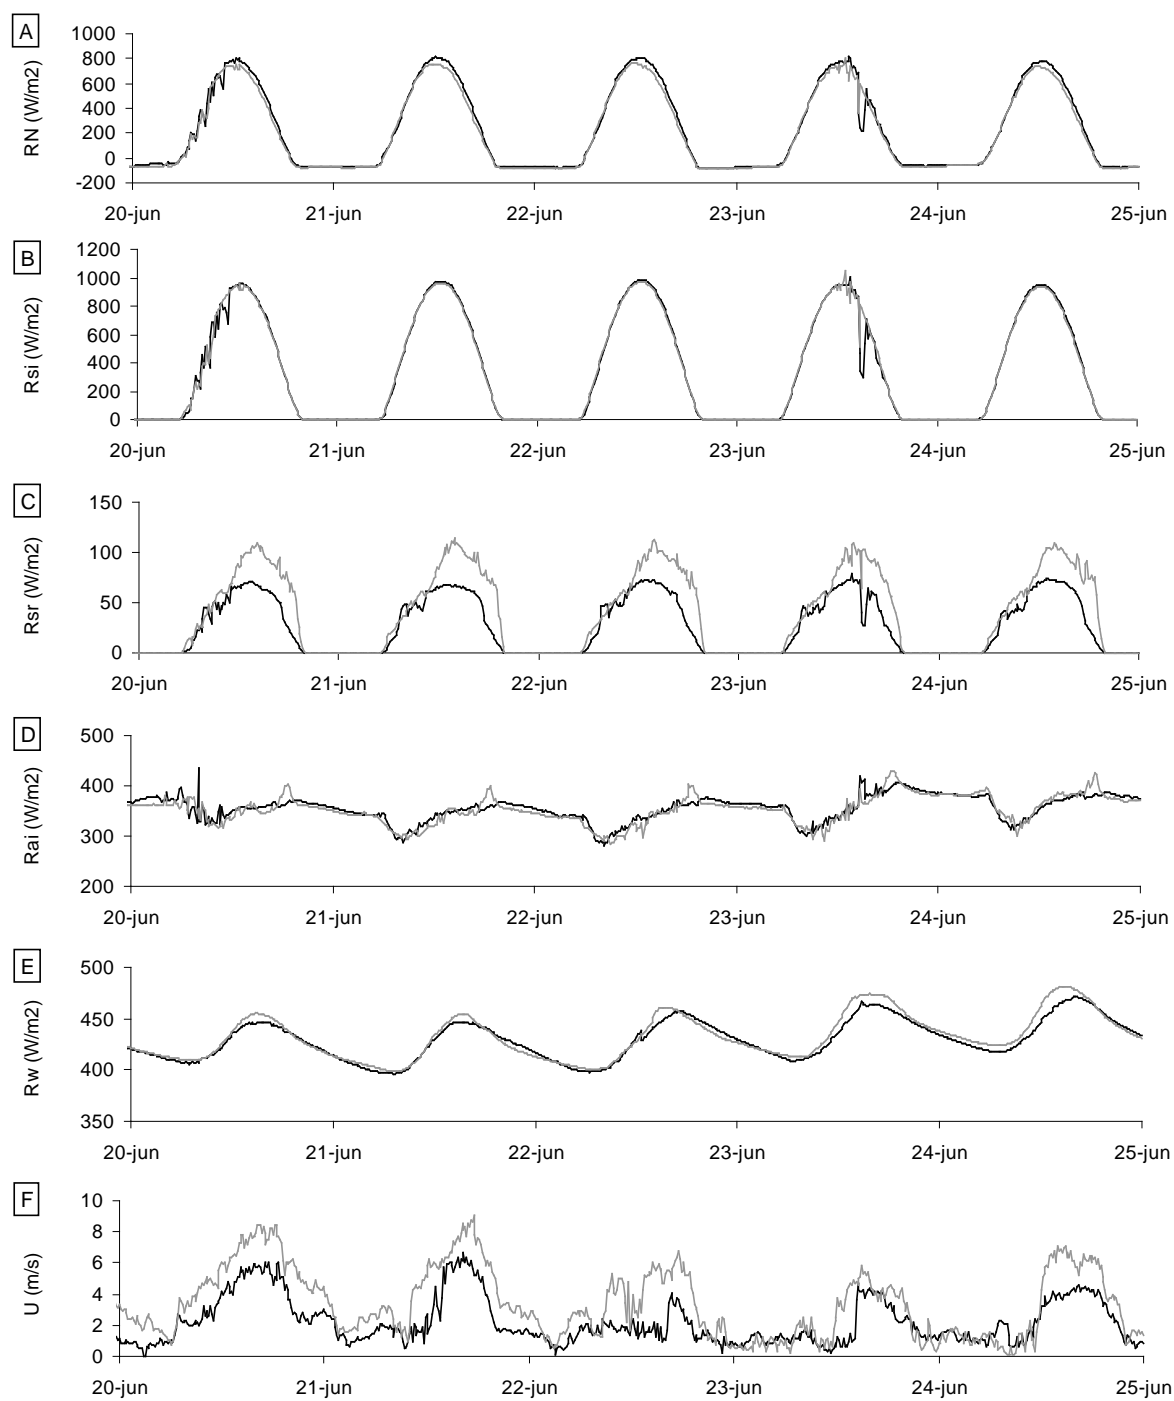 A
RN (W/m2)
1000
800
600
400
200
0
-200
20-jun 21-jun 22-jun 23-jun 24-jun 25-jun
B
Rsi (W/m2)
1200
1000
800
600
400
200
0
20-jun 21-jun 22-jun 23-jun 24-jun 25-jun
C
Rsr (W/m2)
150
100
50
0
20-jun 21-jun 22-jun 23-jun 24-jun 25-jun
D
Rai (W/m2)
500
400
300
200
20-jun 21-jun 22-jun 23-jun 24-jun 25-jun
E
Rw (W/m2)
500
450
400
350
20-jun 21-jun 22-jun 23-jun 24-jun 25-jun
F
U (m/s)
10
8
6
4
2
0
20-jun 21-jun 22-jun 23-jun 24-jun 25-jun